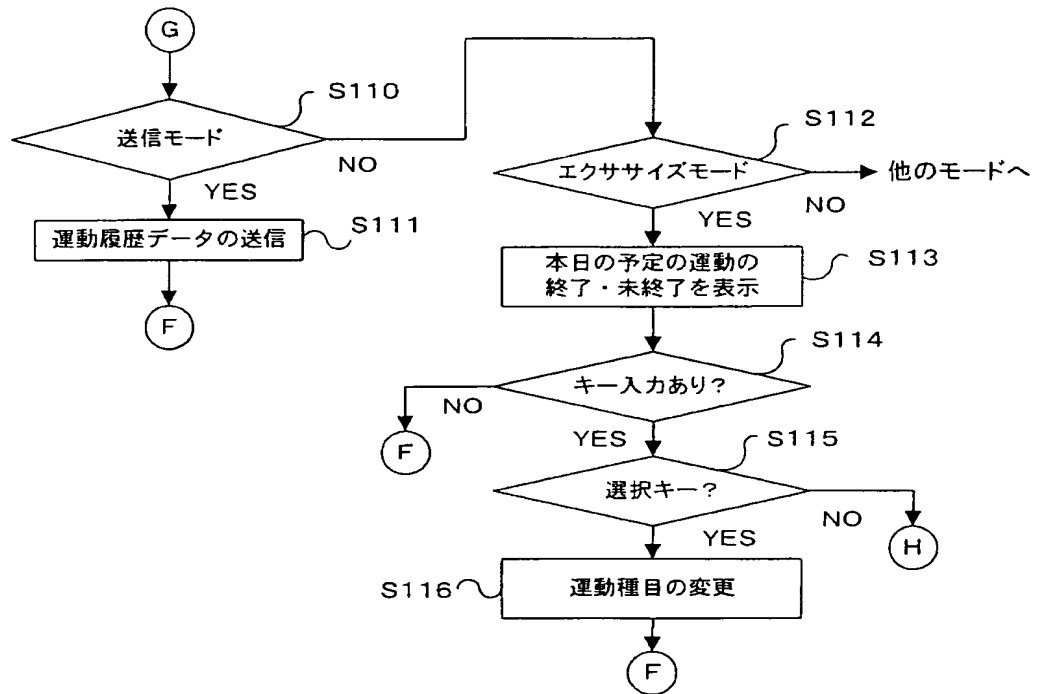 G
S110
送信モード
NO
YES
運動履歴データの送信
S111
F
S112
エクササイズモード
他のモードへ
NO
YES
本日の予定の運動の
終了・未終了を表示
S113
S114
キー入力あり?
NO
F
YES
S115
選択キー?
NO
H
YES
S116
運動種目の変更
F